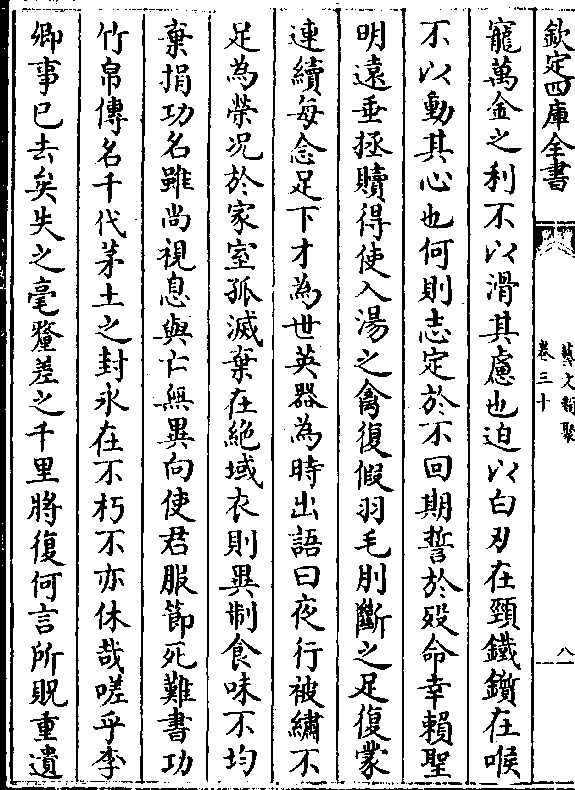 欽定四庫全書
藝文類聚
卷三十
八
寵萬金之利不以滑其慮也迫以白刃在頸鐵鑕在喉
不以動其心也何則志定於不回期誓於殁命幸賴聖
明遠垂拯贖得使入湯之禽復假羽毛刖斷之足復蒙
連續每念足下才為世英器為時出語曰夜行被繡不
足為榮况於家室孤滅棄在絶域衣則異制食味不均
棄捐功名雖尚視息與亡無異向使君服節死難書功
竹帛傳名千代茅土之封永在不朽不亦休哉嗟乎李
卿事已去矣失之毫釐差之千里將復何言所貺重遺